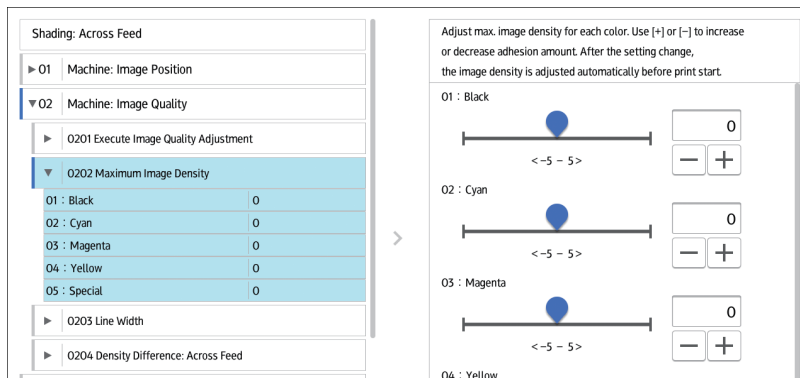 Shading: Across Feed
01 Machine: Image Position
02 Machine: Image Quality
0201 Execute Image Quality Adjustment
0202 Maximum Image Density
01 : Black 0
02 : Cyan 0
03 : Magenta 0
04 : Yellow 0
05 : Special 0
0203 Line Width
0204 Density Difference: Across Feed
Adjust max. image density for each color. Use [+] or [−] to increase
or decrease adhesion amount. After the setting change,
the image density is adjusted automatically before print start.
01 : Black
0
<-5 – 5>
02 : Cyan
0
<-5 – 5>
03 : Magenta
0
<-5 – 5>
04 : Yellow